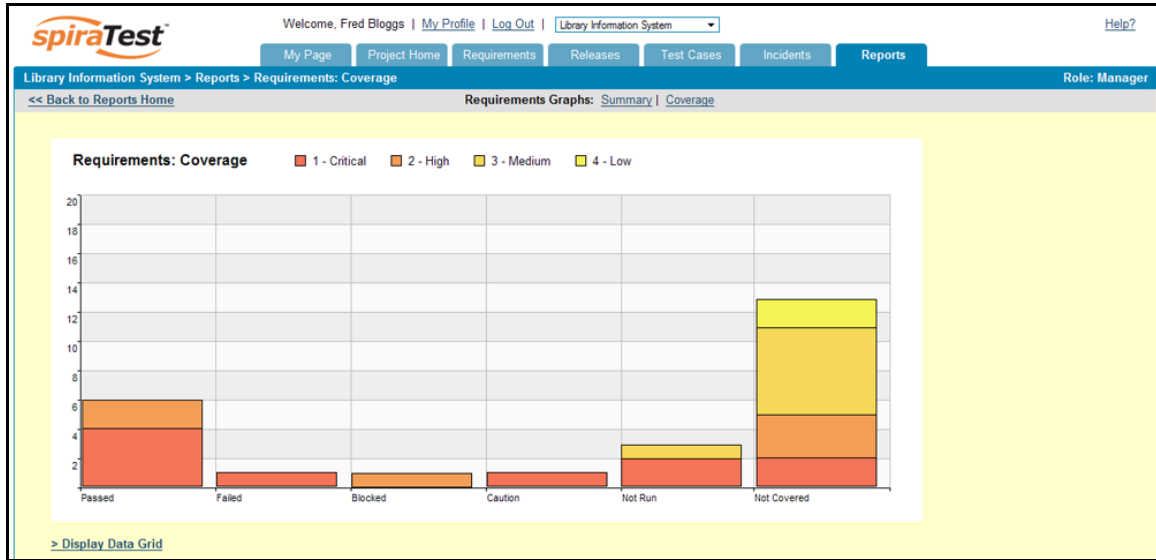 spiraTest™
Welcome, Fred Bloggs | My Profile | Log Out | Library Information System
Help?
My Page Project Home Requirements Releases Test Cases Incidents Reports
Library Information System > Reports > Requirements: Coverage
Role: Manager
<< Back to Reports Home
Requirements Graphs: Summary | Coverage
Requirements: Coverage
1 - Critical 2 - High 3 - Medium 4 - Low
20
18
16
14
12
10
8
6
4
2
Passed Failed Blocked Caution Not Run Not Covered
> Display Data Grid